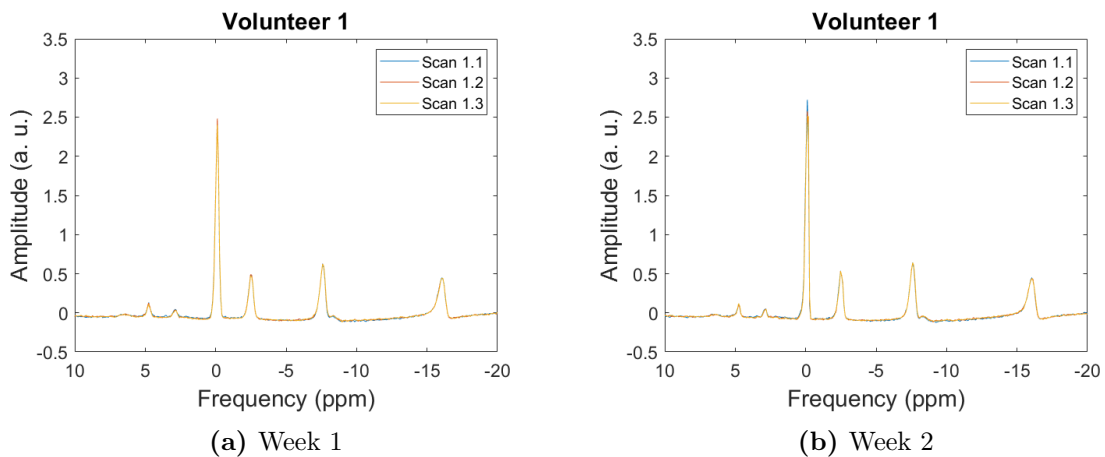 Volunteer 1
3.5
3
2.5
2
1.5
1
0.5
0
-0.5
Amplitude (a. u.)
Scan 1.1
Scan 1.2
Scan 1.3
10 5 0 -5 -10 -15 -20
Frequency (ppm)
(a) Week 1
Volunteer 1
3.5
3
2.5
2
1.5
1
0.5
0
-0.5
Amplitude (a. u.)
Scan 1.1
Scan 1.2
Scan 1.3
10 5 0 -5 -10 -15 -20
Frequency (ppm)
(b) Week 2